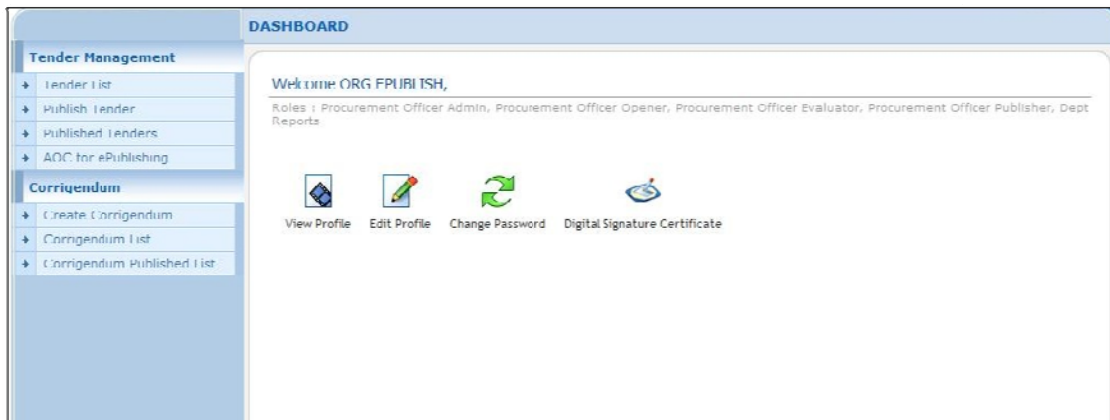 DASHBOARD
Tender Management
Tender List
Publish Tender
Published Tenders
AOC for ePublishing
Corrigendum
Create Corrigendum
Corrigendum List
Corrigendum Published List
Welcome ORG EPUBLISH,
Roles : Procurement Officer Admin, Procurement Officer Opener, Procurement Officer Evaluator, Procurement Officer Publisher, Dept
Reports
View Profile
Edit Profile
Change Password
Digital Signature Certificate